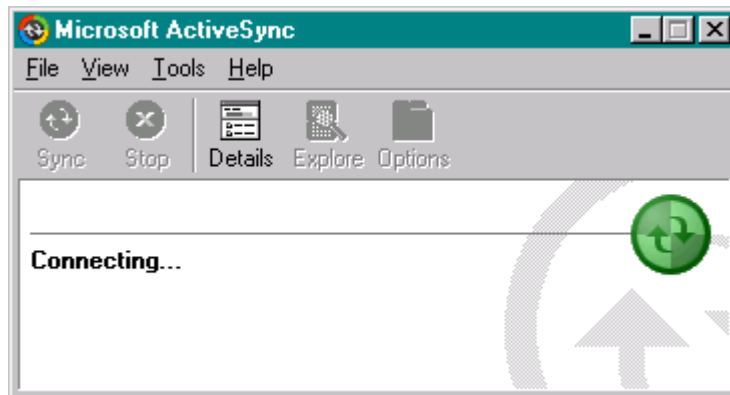 Microsoft ActiveSync
File View Tools Help
Sync Stop Details Explore Options
Connecting...